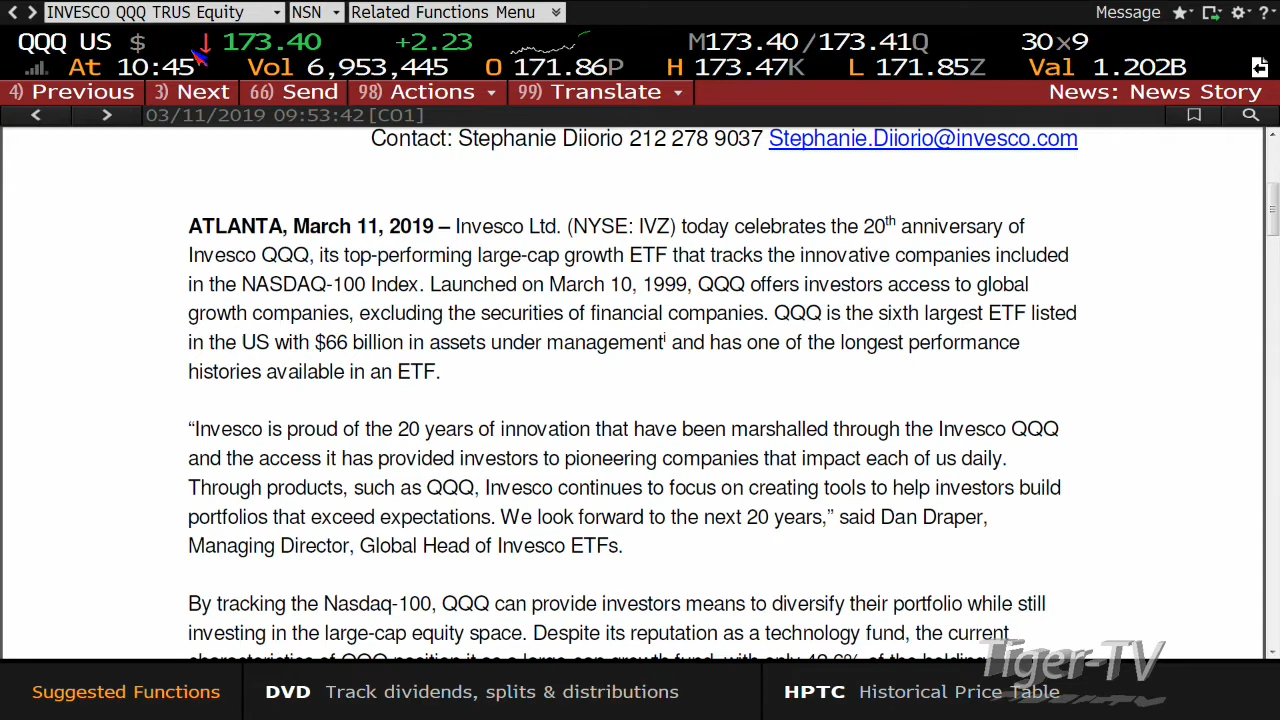 INVESCO QQQ TRUS Equity NSN Related Functions Menu Message
QQQ US $ 173.40 +2.23 M173.40/173.41Q 30x9
At 10:45 Vol 6,953,445 O 171.86P H 173.47K L 171.85Z Val 1.202B
4) Previous 3) Next 66) Send 98) Actions 99) Translate News: News Story
03/11/2019 09:53:42 [CO1]
Contact: Stephanie Diiorio 212 278 9037 Stephanie.Diiorio@invesco.com
ATLANTA, March 11, 2019 – Invesco Ltd. (NYSE: IVZ) today celebrates the 20th anniversary of
Invesco QQQ, its top-performing large-cap growth ETF that tracks the innovative companies included
in the NASDAQ-100 Index. Launched on March 10, 1999, QQQ offers investors access to global
growth companies, excluding the securities of financial companies. QQQ is the sixth largest ETF listed
in the US with $66 billion in assets under managementⁱ and has one of the longest performance
histories available in an ETF.
“Invesco is proud of the 20 years of innovation that have been marshalled through the Invesco QQQ
and the access it has provided investors to pioneering companies that impact each of us daily.
Through products, such as QQQ, Invesco continues to focus on creating tools to help investors build
portfolios that exceed expectations. We look forward to the next 20 years,” said Dan Draper,
Managing Director, Global Head of Invesco ETFs.
By tracking the Nasdaq-100, QQQ can provide investors means to diversify their portfolio while still
investing in the large-cap equity space. Despite its reputation as a technology fund, the current
Tiger-TV
Suggested Functions DVD Track dividends, splits & distributions HPTC Historical Price Table